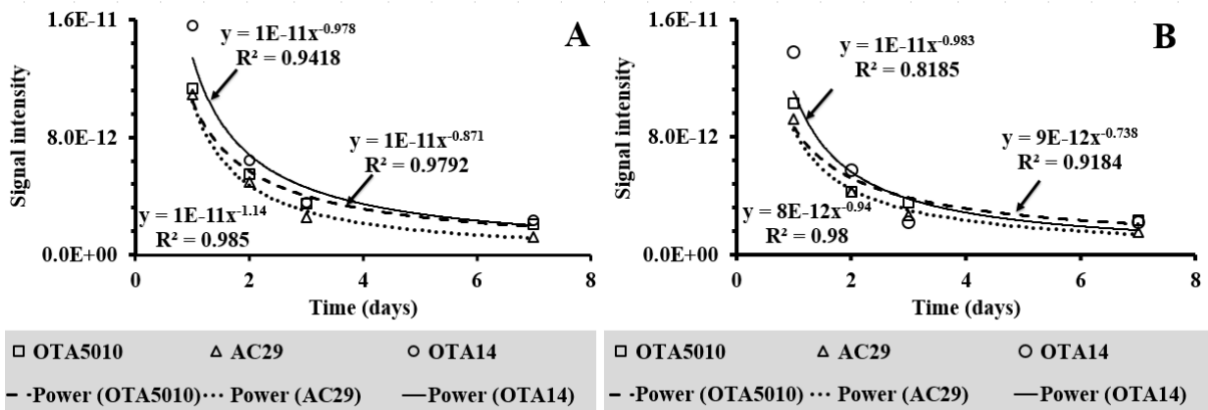 1.6E-11
8.0E-12
0.0E+00
Signal intensity
A
y = 1E-11x^-0.978
R² = 0.9418
y = 1E-11x^-0.871
R² = 0.9792
y = 1E-11x^-1.14
R² = 0.985
0 2 4 6 8
Time (days)
OTA5010 AC29 OTA14
Power (OTA5010) Power (AC29) Power (OTA14)
1.6E-11
8.0E-12
0.0E+00
Signal intensity
B
y = 1E-11x^-0.983
R² = 0.8185
y = 9E-12x^-0.738
R² = 0.9184
y = 8E-12x^-0.94
R² = 0.98
0 2 4 6 8
Time (days)
OTA5010 AC29 OTA14
Power (OTA5010) Power (AC29) Power (OTA14)